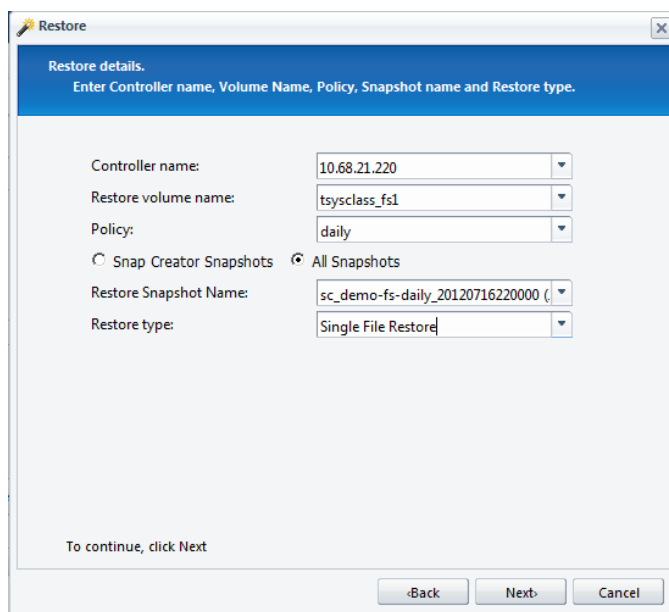 Restore
Restore details.
Enter Controller name, Volume Name, Policy, Snapshot name and Restore type.
Controller name: 10.68.21.220
Restore volume name: tsysclass_fs1
Policy: daily
Snap Creator Snapshots All Snapshots
Restore Snapshot Name: sc_demo-fs-daily_20120716220000 (.
Restore type: Single File Restore
To continue, click Next
‹Back Next› Cancel